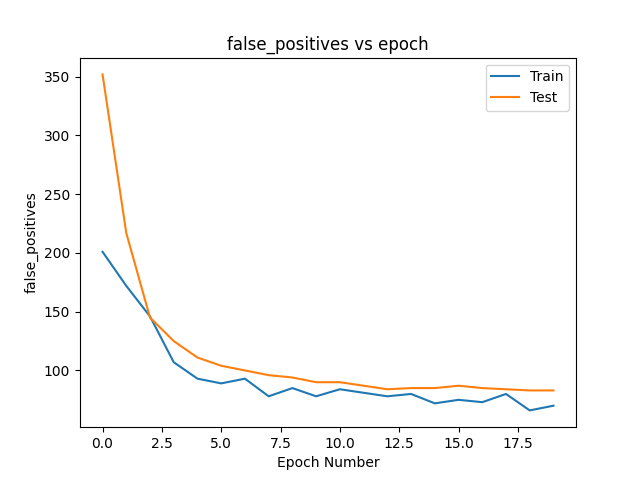 false_positives vs epoch
Train
Test
350
300
250
200
150
100
false_positives
0.0 2.5 5.0 7.5 10.0 12.5 15.0 17.5
Epoch Number